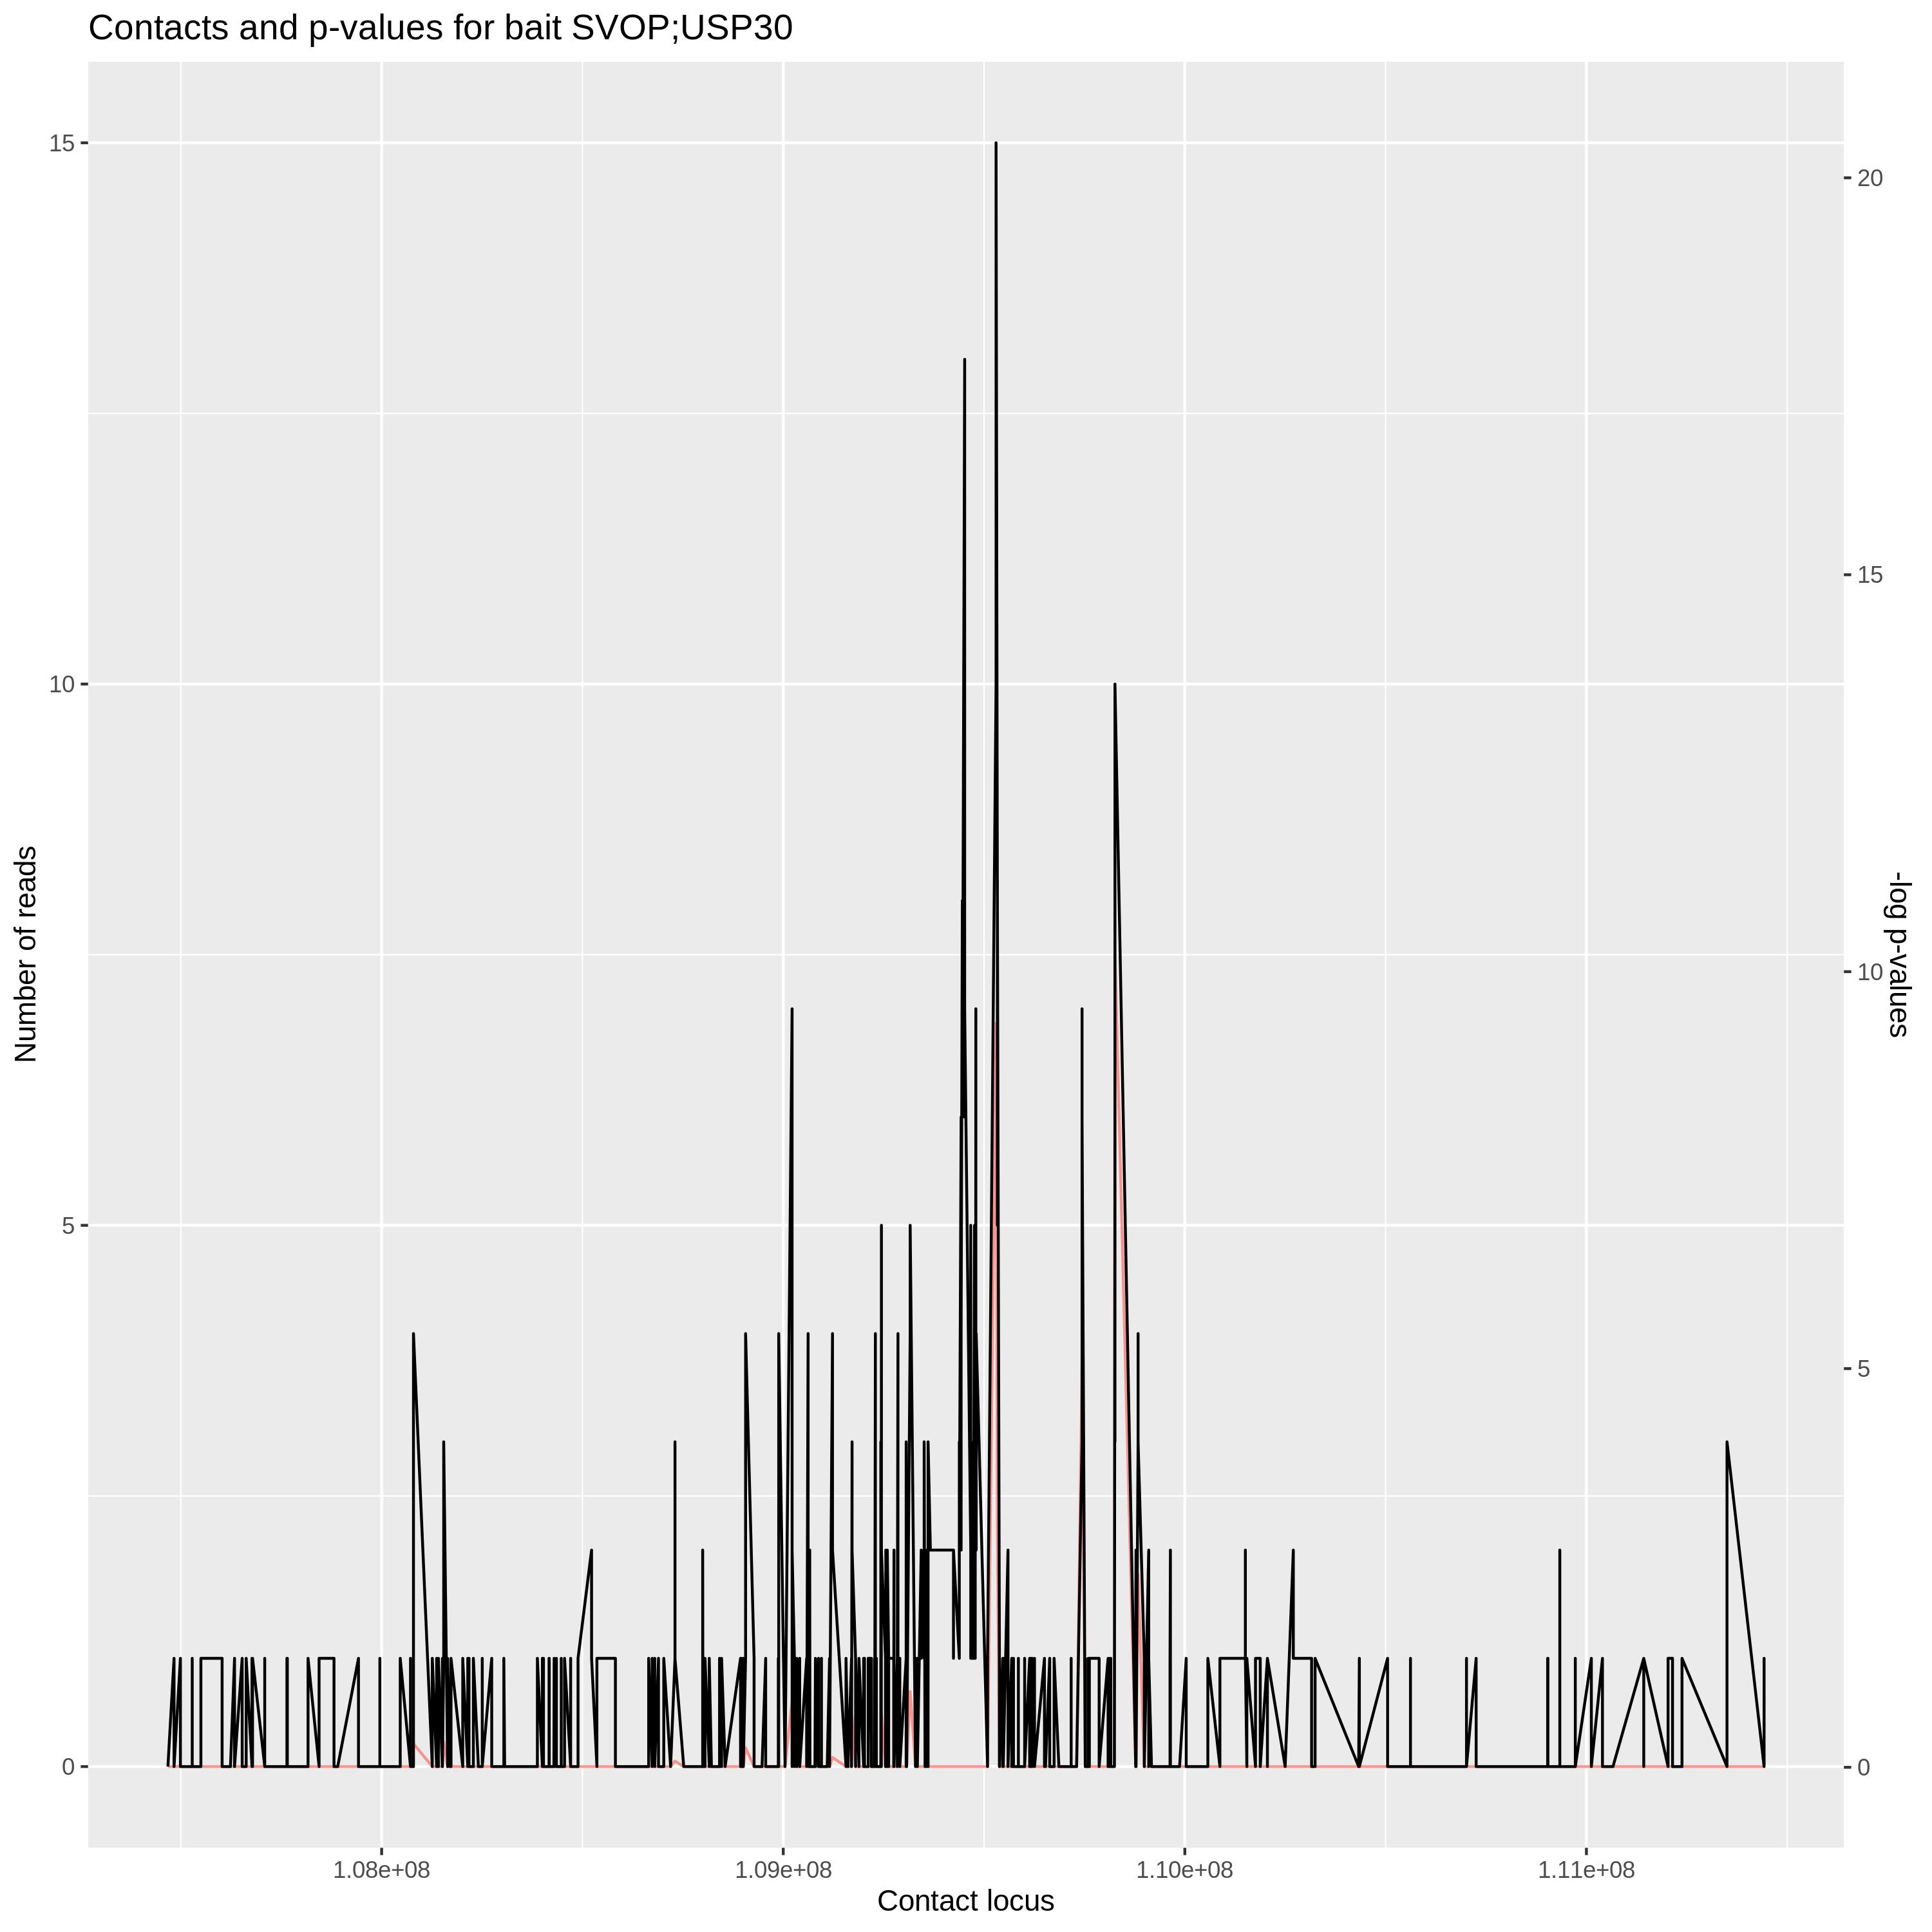 Contacts and p-values for bait SVOP;USP30
15
10
5
0
Number of reads
20
15
10
5
0
-log p-values
1.08e+08
1.09e+08
1.10e+08
1.11e+08
Contact locus